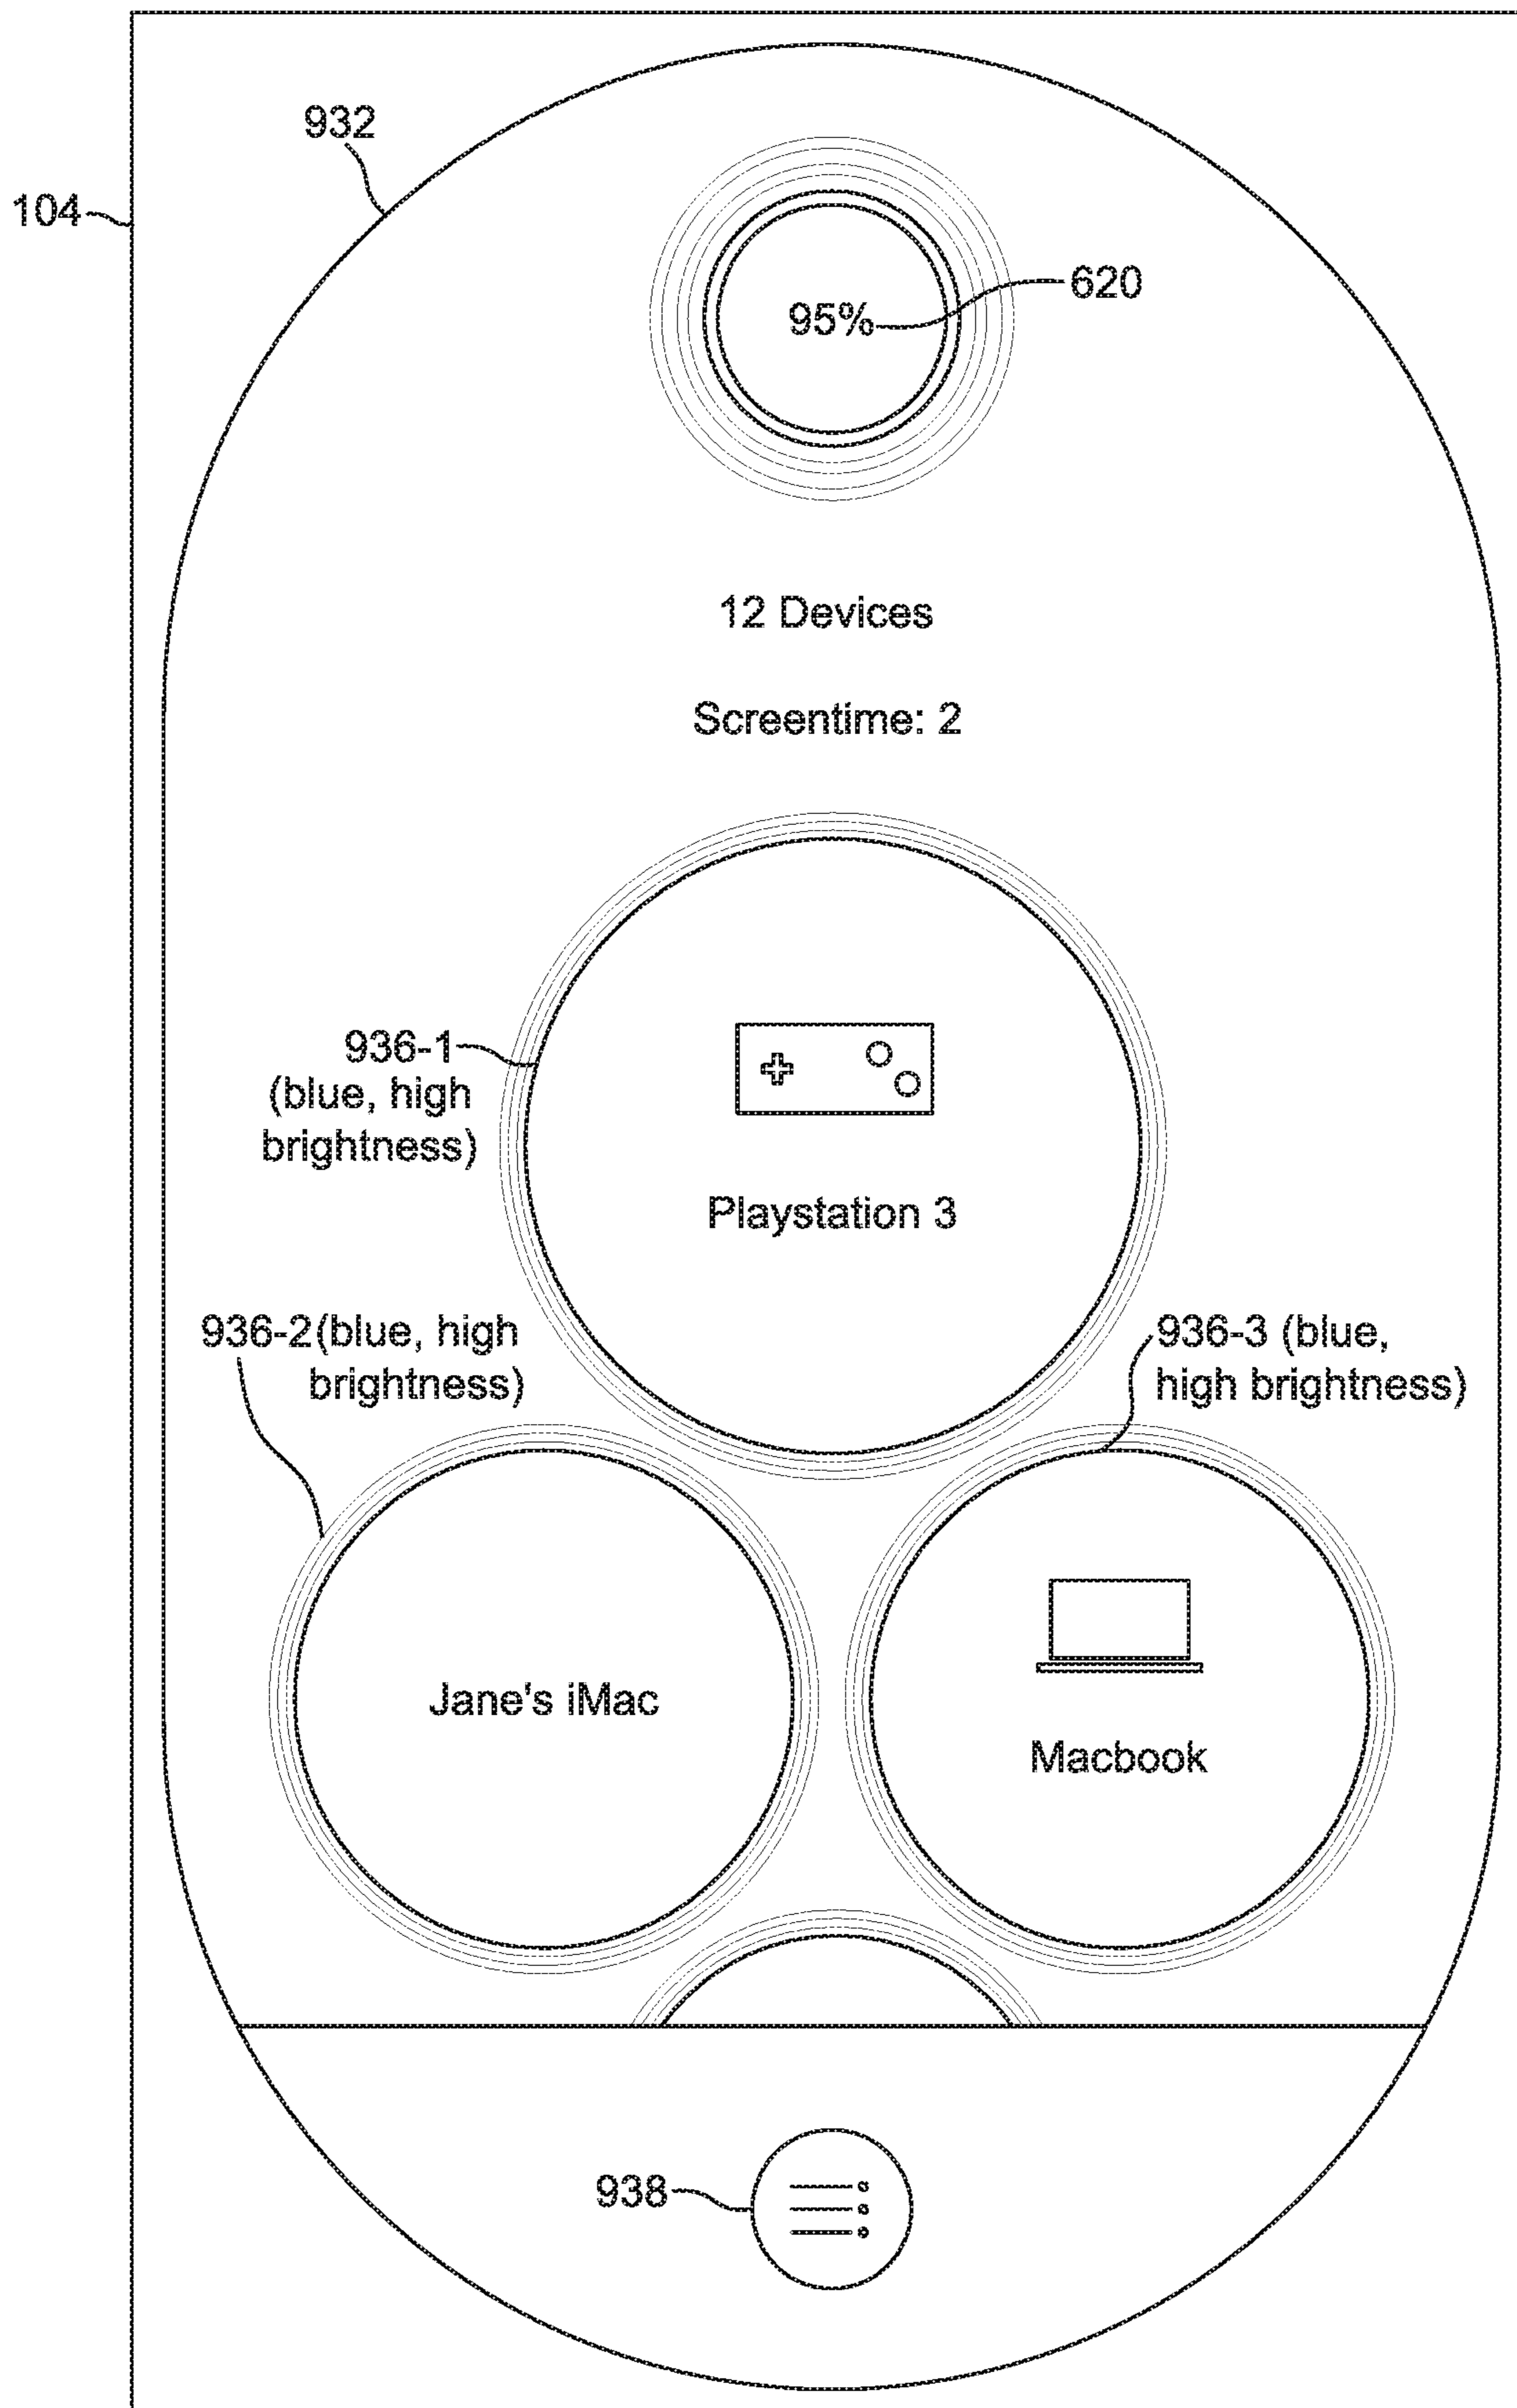 932
104
95%
620
12 Devices
Screentime: 2
936-1
(blue, high
brightness)
Playstation 3
936-2(blue, high
brightness)
936-3 (blue,
high brightness)
Jane's iMac
Macbook
938